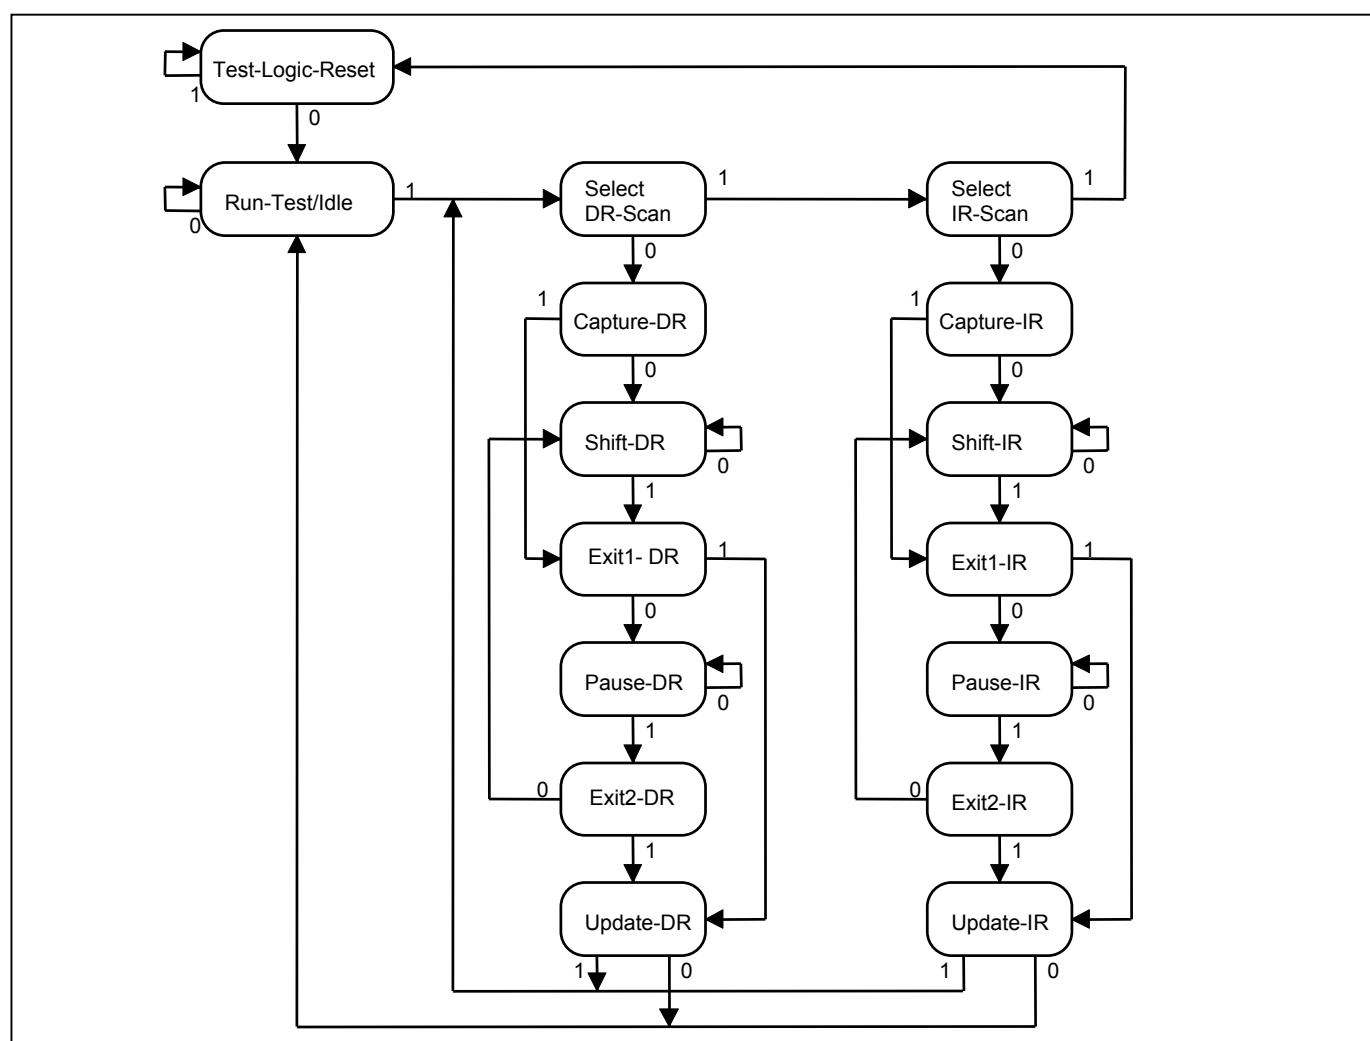 Test-Logic-Reset
1
0
Run-Test/Idle
1
0
Select
DR-Scan
1
0
Select
IR-Scan
1
0
1
Capture-DR
0
1
Capture-IR
0
Shift-DR
0
1
Shift-IR
0
1
Exit1- DR
1
0
Exit1-IR
1
0
Pause-DR
0
1
Pause-IR
0
1
0
Exit2-DR
1
0
Exit2-IR
1
Update-DR
1
0
Update-IR
1
0